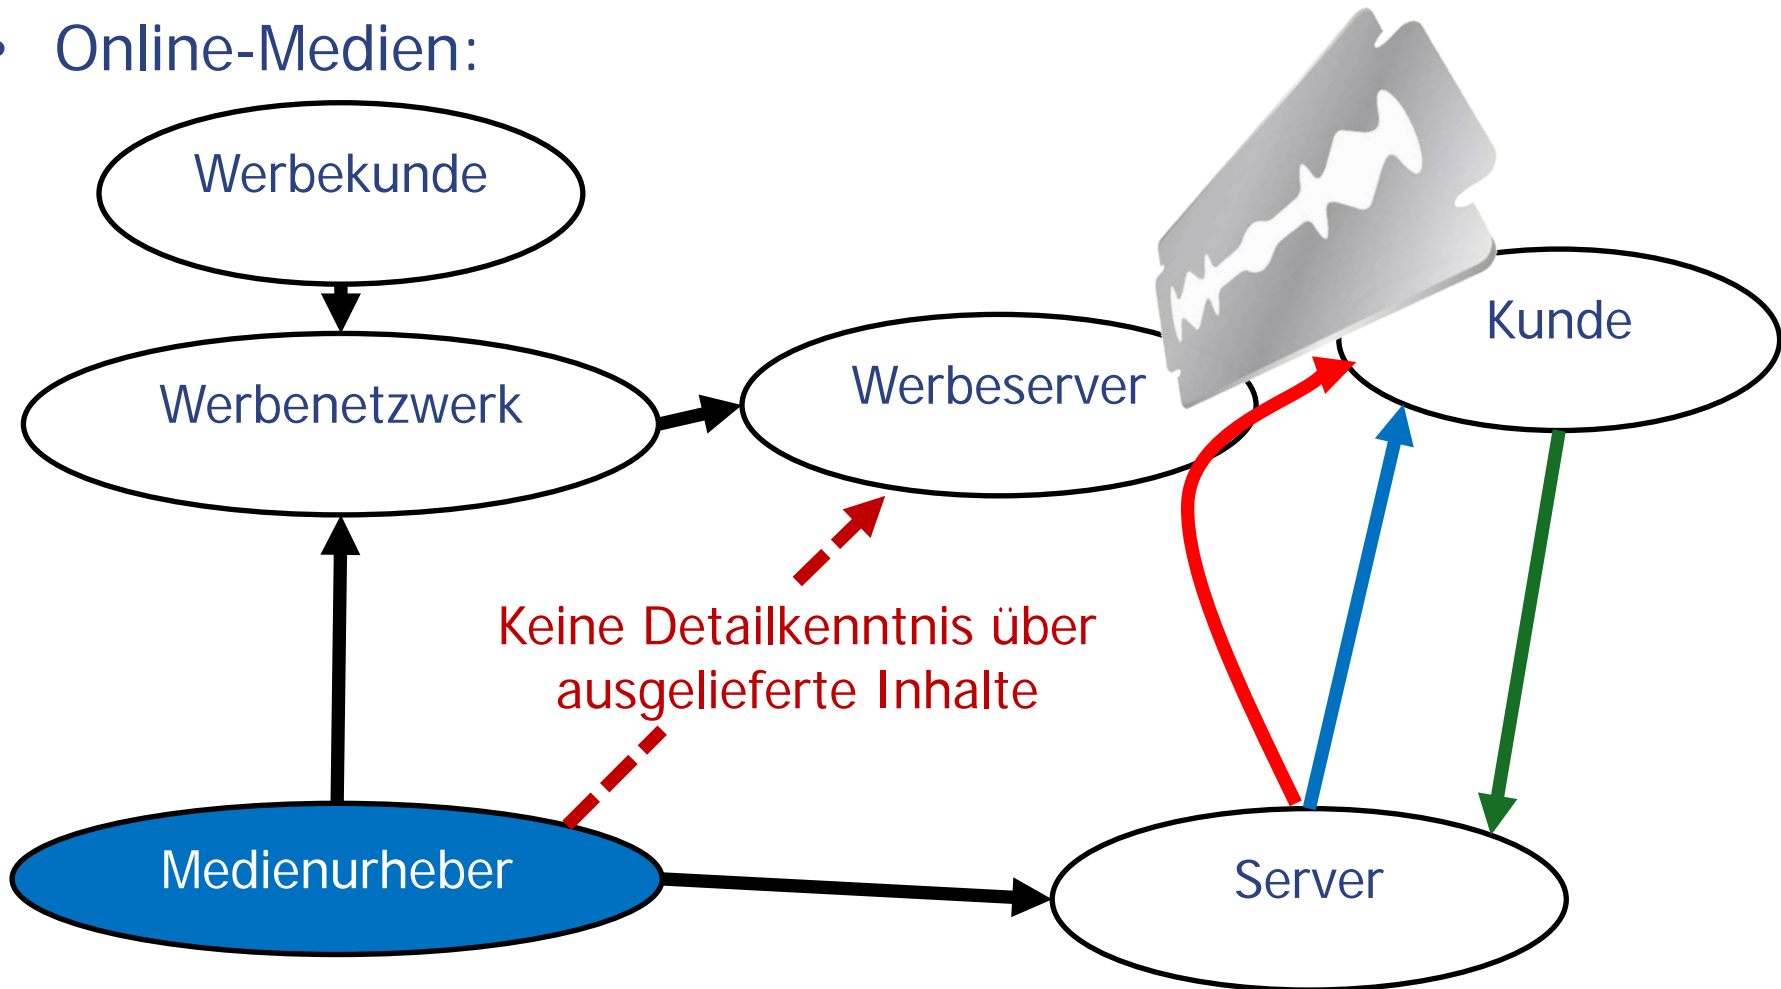 • Online-Medien:
Werbekunde
Kunde
Werbenetzwerk
Werbeserver
Keine Detailkenntnis über
ausgelieferte Inhalte
Medienurheber
Server